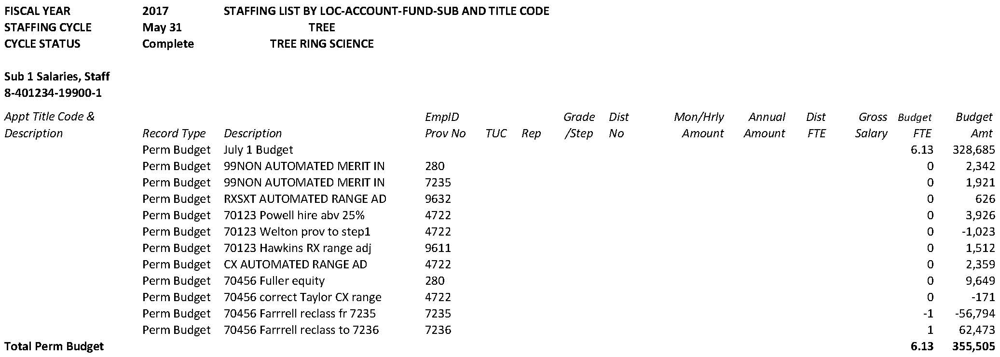 FISCAL YEAR 2017 STAFFING LIST BY LOC-ACCOUNT-FUND-SUB AND TITLE CODE
STAFFING CYCLE May 31 TREE
CYCLE STATUS Complete TREE RING SCIENCE
Sub 1 Salaries, Staff
8-401234-19900-1
Appt Title Code & EmpID Grade Dist Mon/Hrly Annual Dist Gross Budget Budget
Description Record Type Description Prov No TUC Rep /Step No Amount Amount FTE Salary FTE Amt
Perm Budget July 1 Budget 6.13 328,685
Perm Budget 99NON AUTOMATED MERIT IN 280 0 2,342
Perm Budget 99NON AUTOMATED MERIT IN 7235 0 1,921
Perm Budget RXSXT AUTOMATED RANGE AD 9632 0 626
Perm Budget 70123 Powell hire abv 25% 4722 0 3,926
Perm Budget 70123 Welton prov to step1 4722 0 -1,023
Perm Budget 70123 Hawkins RX range adj 9611 0 1,512
Perm Budget CX AUTOMATED RANGE AD 4722 0 2,359
Perm Budget 70456 Fuller equity 280 0 9,649
Perm Budget 70456 correct Taylor CX range 4722 0 -171
Perm Budget 70456 Farrrell reclass fr 7235 7235 -1 -56,794
Perm Budget 70456 Farrrell reclass to 7236 7236 1 62,473
Total Perm Budget 6.13 355,505